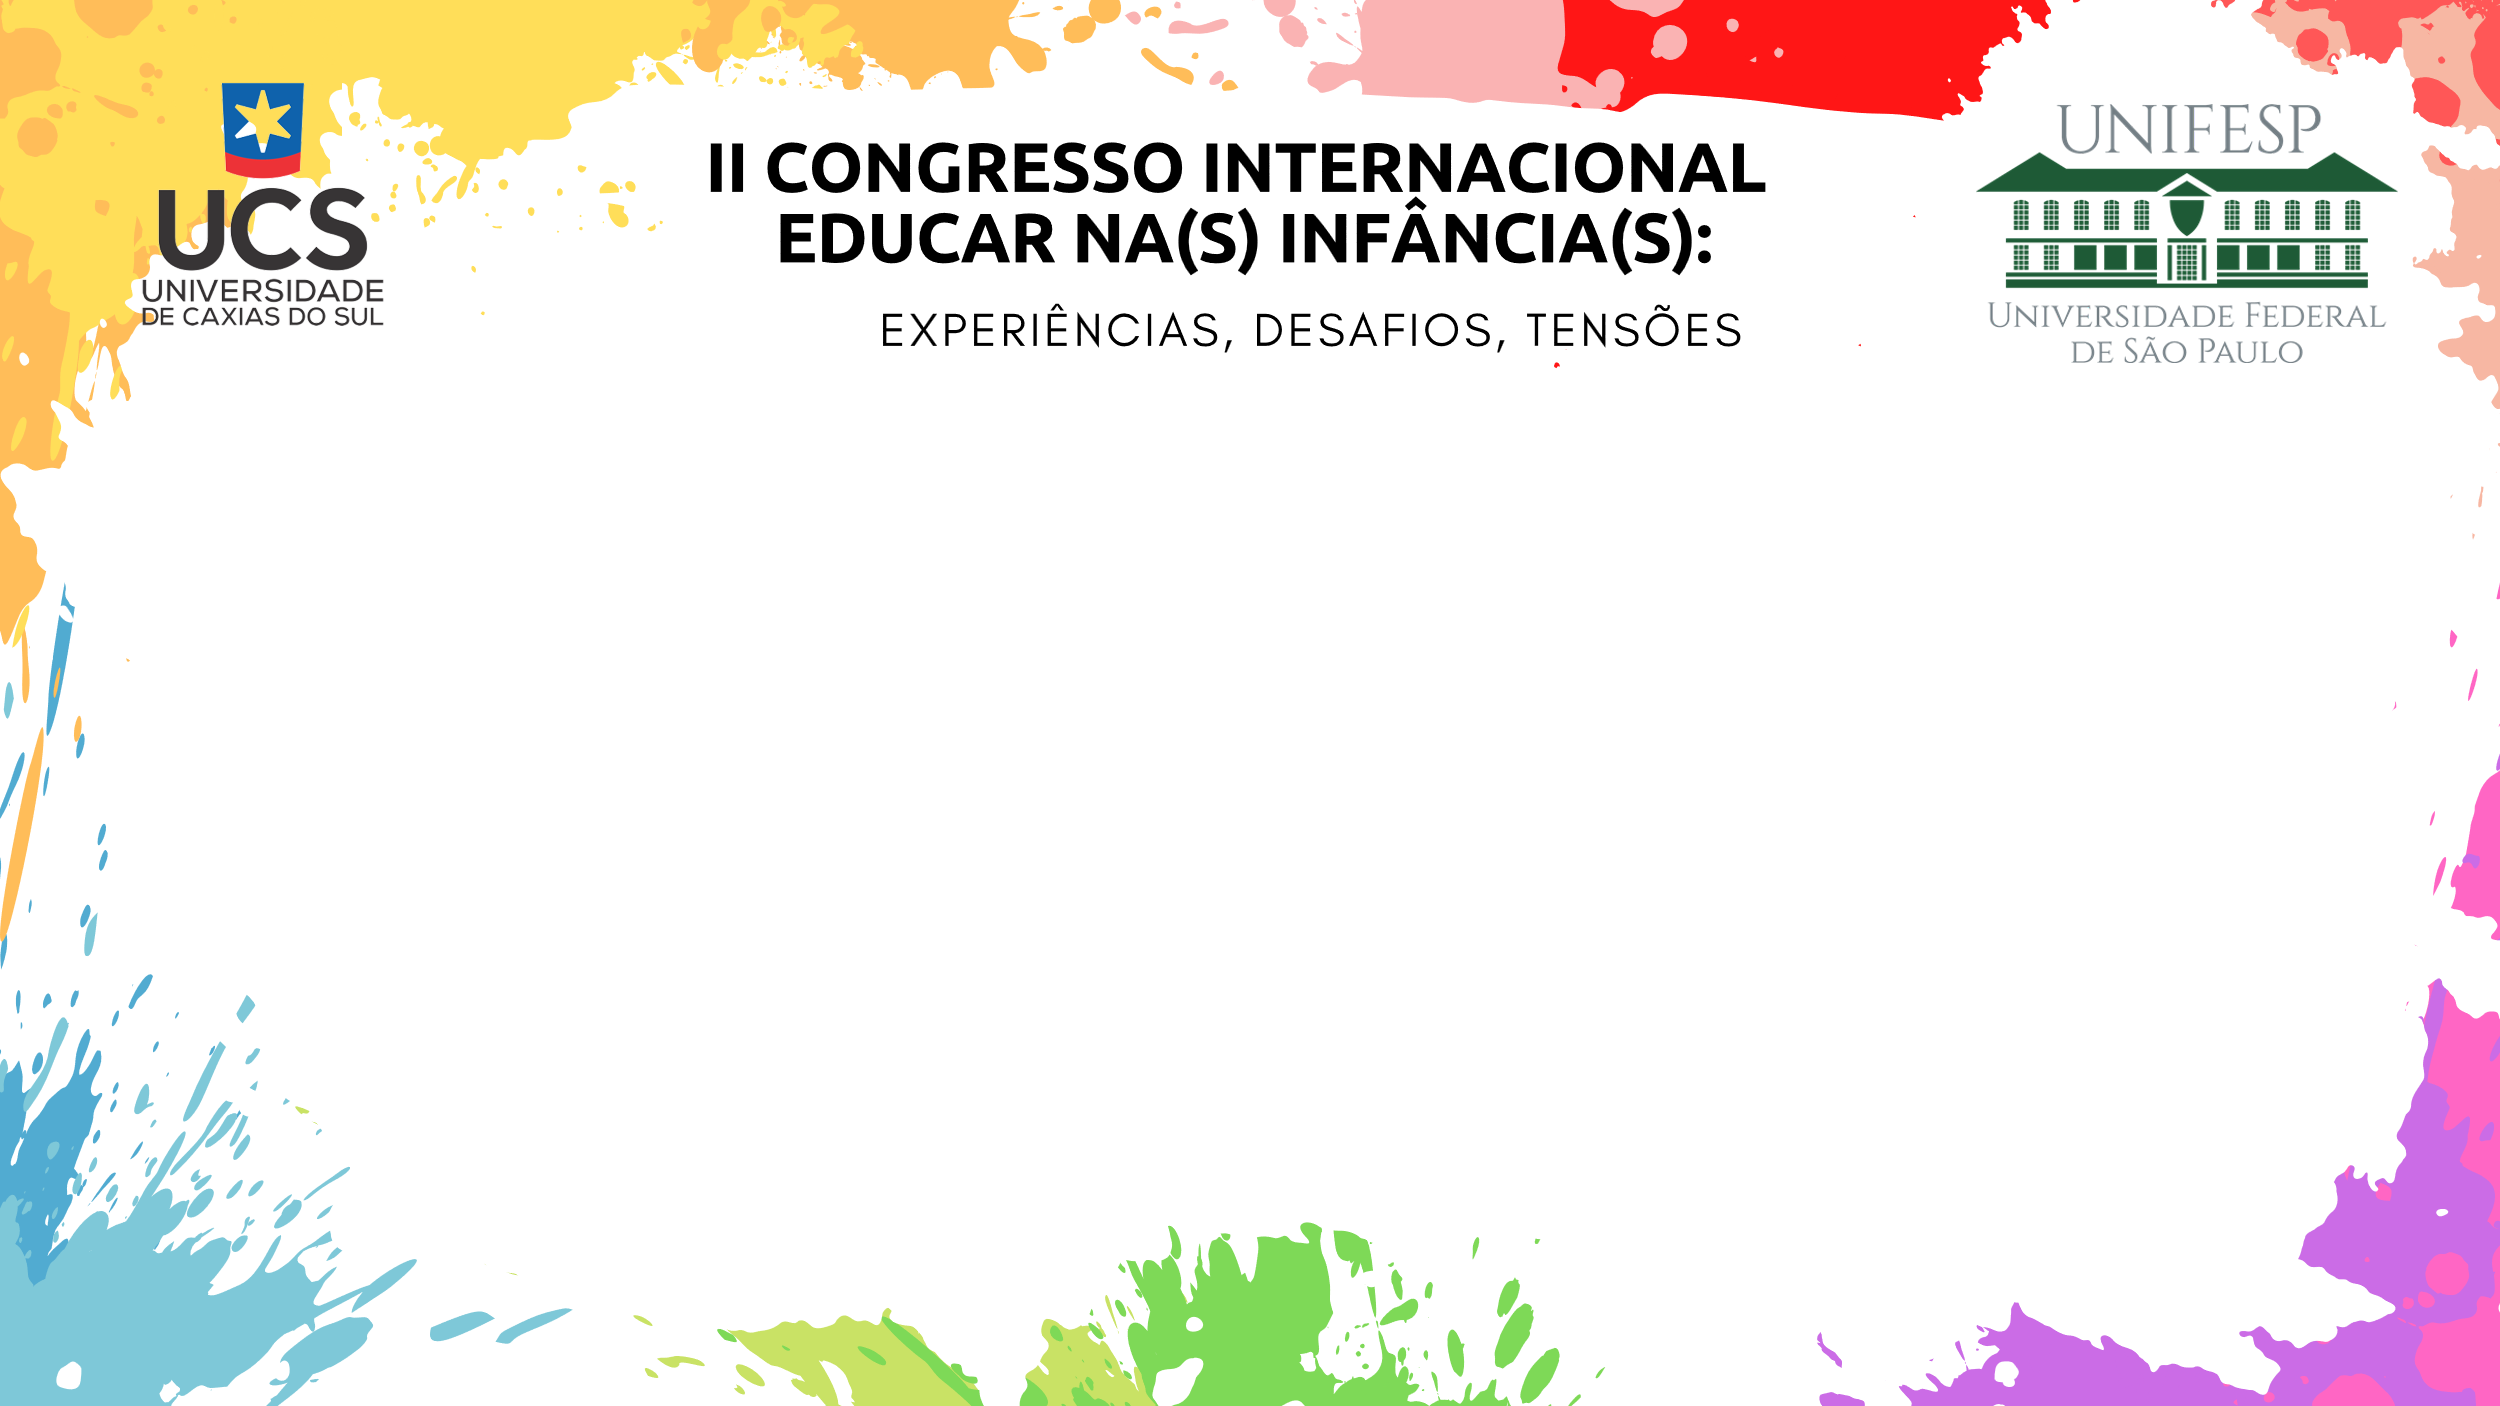 UCS
UNIVERSIDADE
DE CAXIAS DO SUL
II CONGRESSO INTERNACIONAL
EDUCAR NA(S) INFÂNCIA(S):
EXPERIÊNCIAS, DESAFIOS, TENSÕES
UNIFESP
UNIVERSIDADE FEDERAL
DE SÃO PAULO